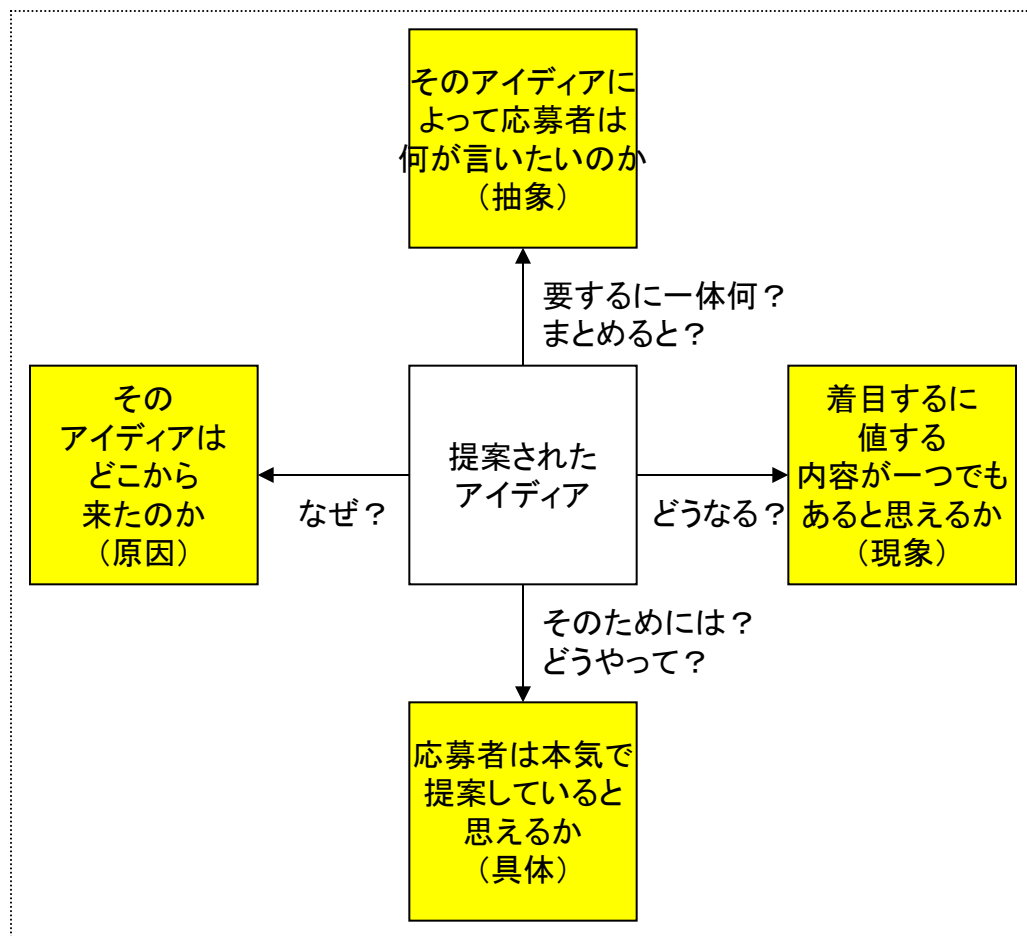 そのアイディアに
よって応募者は
何が言いたいのか
（抽象）
要するに一体何？
まとめると？
その
アイディアは
どこから
来たのか
（原因）
なぜ？
提案された
アイディア
どうなる？
着目するに
値する
内容が一つでも
あると思えるか
（現象）
そのためには？
どうやって？
応募者は本気で
提案していると
思えるか
（具体）